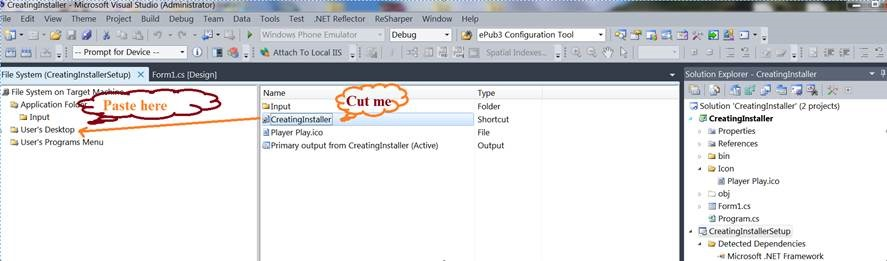 CreatingInstaller - Microsoft Visual Studio (Administrator)
File Edit View Theme Project Build Debug Team Data Tools Test .NET Reflector ReSharper Window Help
Windows Phone Emulator Debug ePub3 Configuration Tool
-- Prompt for Device -- Attach To Local IIS Spatial Indexes...
File System (CreatingInstallerSetup) Form1.cs [Design]
File System on Target Machine
Application Folder
Input
User's Desktop
User's Programs Menu
Paste here
Name Type
Input Folder
CreatingInstaller Shortcut
Player Play.ico File
Primary output from CreatingInstaller (Active) Output
Cut me
Solution Explorer - CreatingInstaller
Solution 'CreatingInstaller' (2 projects)
CreatingInstaller
Properties
References
bin
Icon
Player Play.ico
obj
Form1.cs
Program.cs
CreatingInstallerSetup
Detected Dependencies
Microsoft .NET Framework